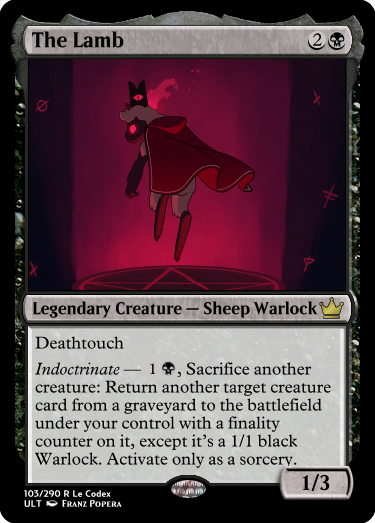 The Lamb 2
Legendary Creature — Sheep Warlock
Deathtouch
Indoctrinate — 1 , Sacrifice another
creature: Return another target creature
card from a graveyard to the battlefield
under your control with a finality
counter on it, except it's a 1/1 black
Warlock. Activate only as a sorcery.
1/3
103/290 R Le Codex
ULT Franz Popera